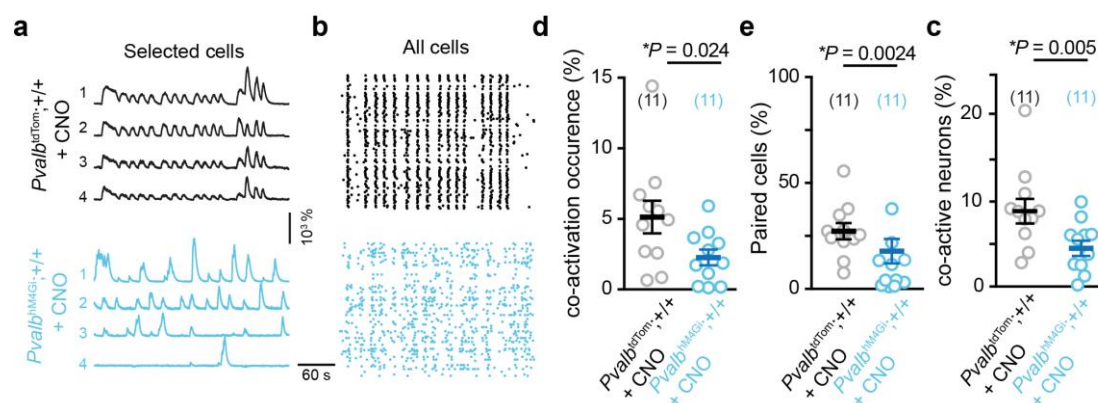 a
Selected cells
Pvalb^tdTom;+/+
+ CNO
1
2
3
4
10³ %
Pvalb^hM4Gi;+/+
+ CNO
1
2
3
4
60 s
b
All cells
d
*P = 0.024
co-activation occurence (%)
15
10
5
0
(11)
(11)
Pvalb^tdTom;+/+
+ CNO
Pvalb^hM4Gi;+/+
+ CNO
e
*P = 0.0024
Paired cells (%)
100
50
0
(11)
(11)
Pvalb^tdTom;+/+
+ CNO
Pvalb^hM4Gi;+/+
+ CNO
c
*P = 0.005
co-active neurons (%)
20
10
0
(11)
(11)
Pvalb^tdTom;+/+
+ CNO
Pvalb^hM4Gi;+/+
+ CNO